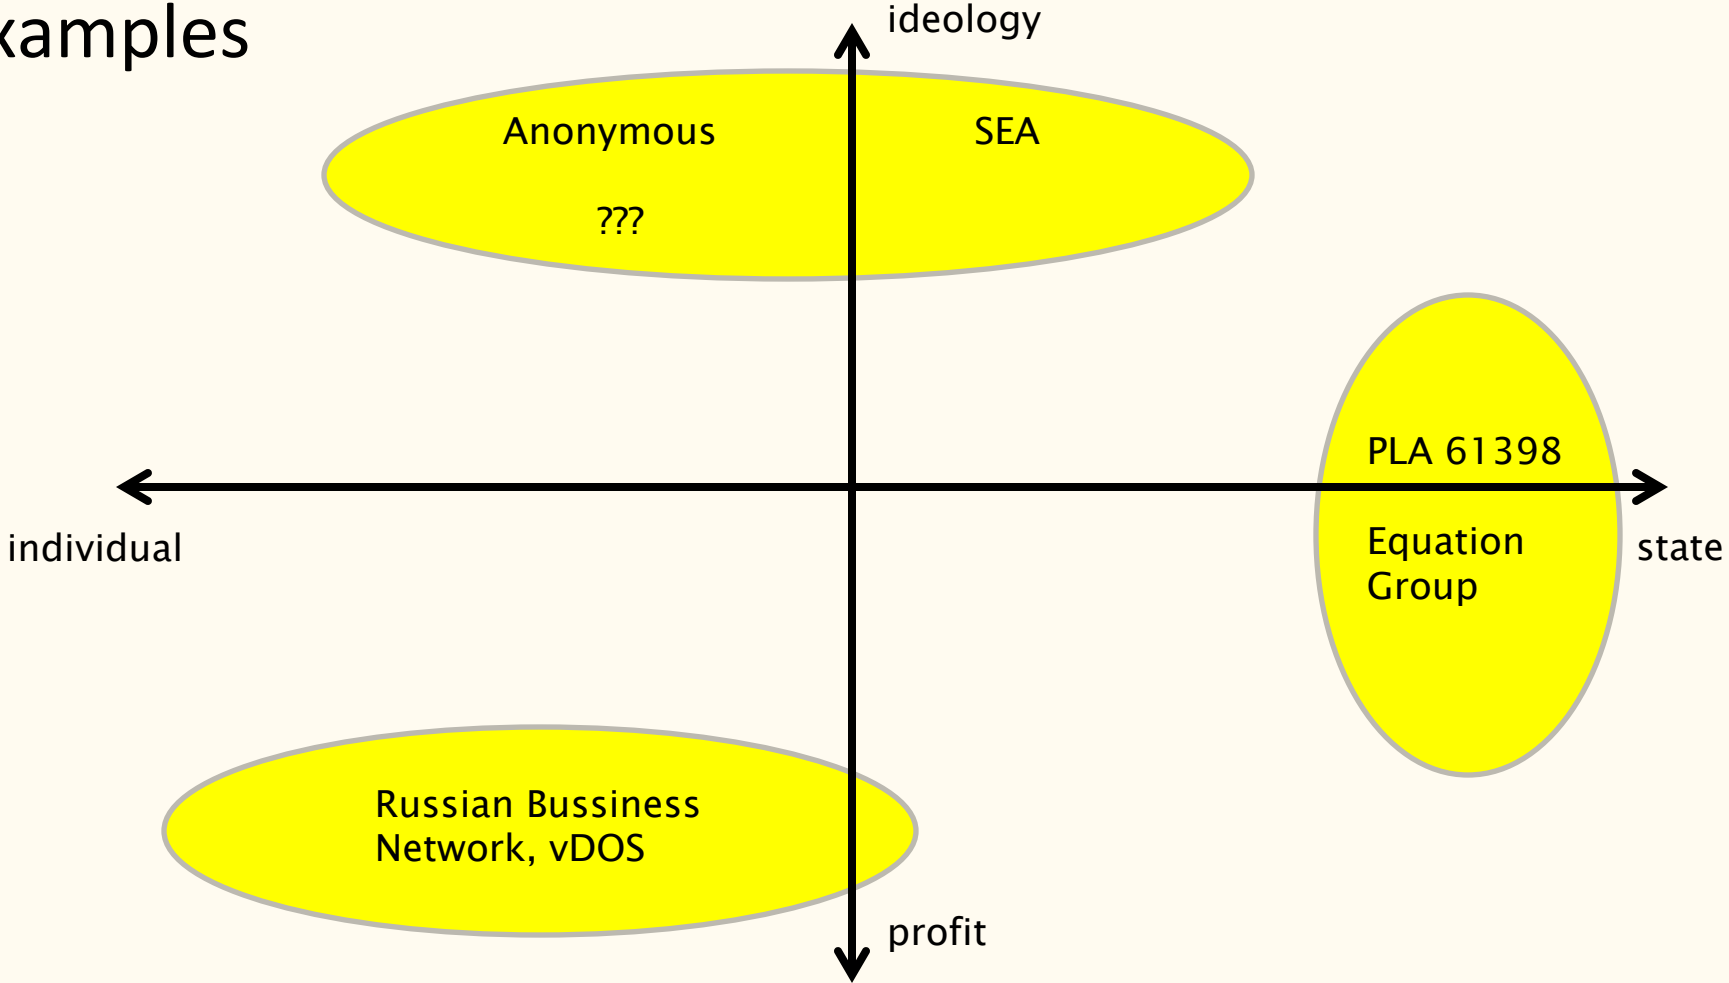 xamples
ideology
Anonymous
SEA
???
PLA 61398
individual
Equation
Group
state
Russian Bussiness
Network, vDOS
profit